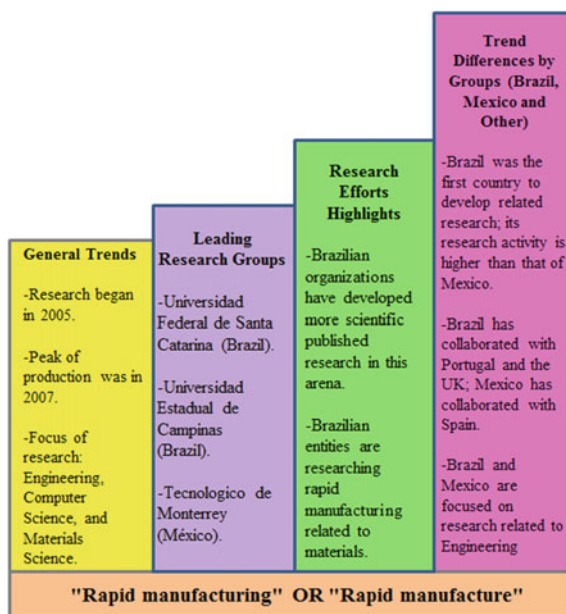 General Trends
-Research began
in 2005.
-Peak of
production was in
2007.
-Focus of
research:
Engineering,
Computer
Science, and
Materials
Science.
Leading
Research Groups
-Universidad
Federal de Santa
Catarina (Brazil).
-Universidad
Estadual de
Campinas
(Brazil).
-Tecnologico de
Monterrey
(México).
Research
Efforts
Highlights
-Brazilian
organizations
have developed
more scientific
published
research in this
arena.
-Brazilian
entities are
researching
rapid
manufacturing
related to
materials.
Trend
Differences by
Groups (Brazil,
Mexico and
Other)
-Brazil was the
first country to
develop related
research; its
research activity is
higher than that of
Mexico.
-Brazil has
collaborated with
Portugal and the
UK; Mexico has
collaborated with
Spain.
-Brazil and
Mexico are
focused on
research related to
Engineering
"Rapid manufacturing" OR "Rapid manufacture"